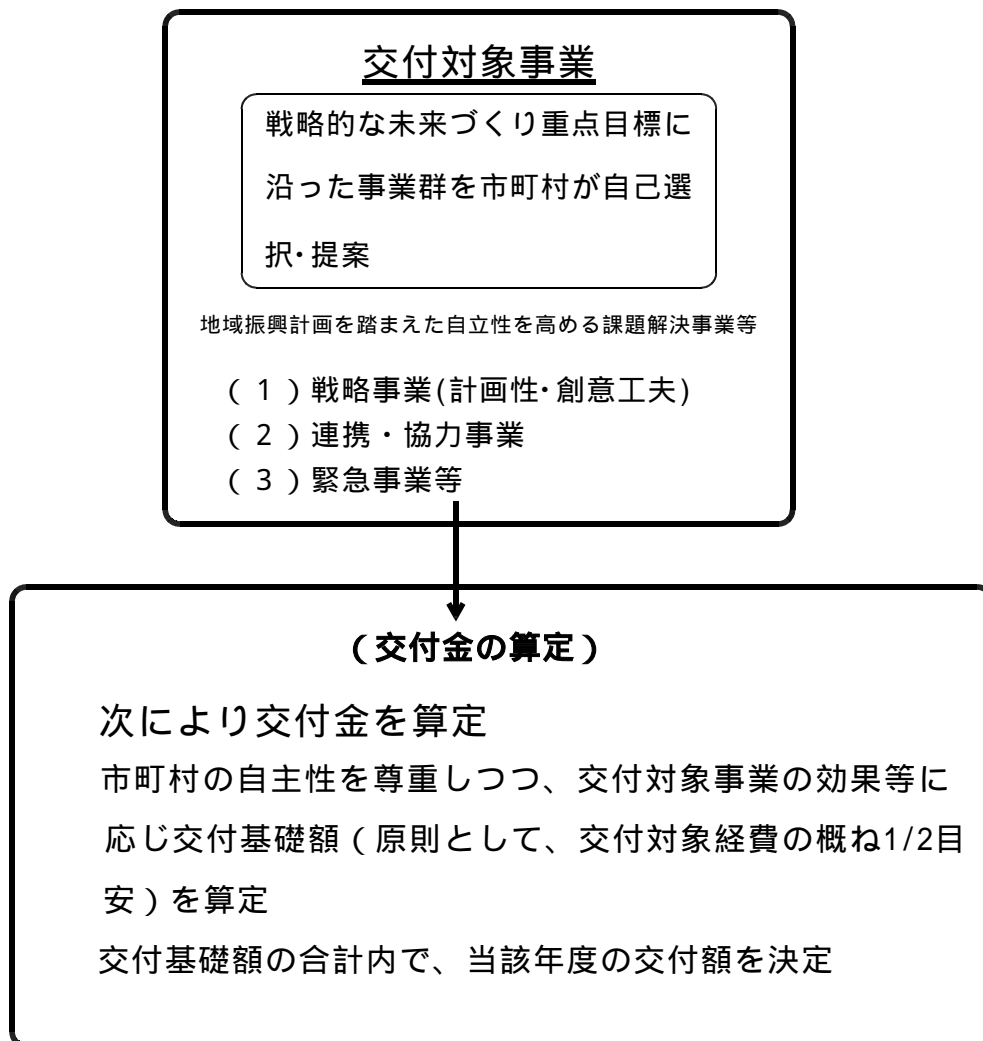 交付対象事業
戦略的な未来づくり重点目標に
沿った事業群を市町村が自己選
択・提案
地域振興計画を踏まえた自立性を高める課題解決事業等
（１）戦略事業(計画性・創意工夫)
（２）連携・協力事業
（３）緊急事業等
（交付金の算定）
次により交付金を算定
市町村の自主性を尊重しつつ、交付対象事業の効果等に
応じ交付基礎額（原則として、交付対象経費の概ね1/2目
安）を算定
交付基礎額の合計内で、当該年度の交付額を決定